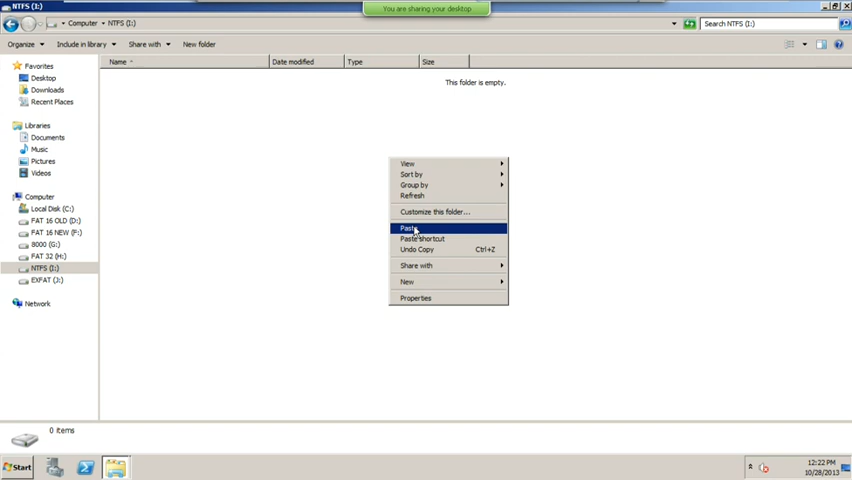 NTFS (I:)
You are sharing your desktop
Computer NTFS (I:)
Search NTFS (I:)
Organize Include in library Share with New folder
Name Date modified Type Size
This folder is empty.
Favorites
Desktop
Downloads
Recent Places
Libraries
Documents
Music
Pictures
Videos
Computer
Local Disk (C:)
FAT 16 OLD (D:)
FAT 16 NEW (F:)
8000 (G:)
FAT 32 (H:)
NTFS (I:)
EXFAT (J:)
Network
View
Sort by
Group by
Refresh
Customize this folder...
Paste
Paste shortcut
Undo Copy Ctrl+Z
Share with
New
Properties
0 items
Start
12:22 PM
10/28/2013